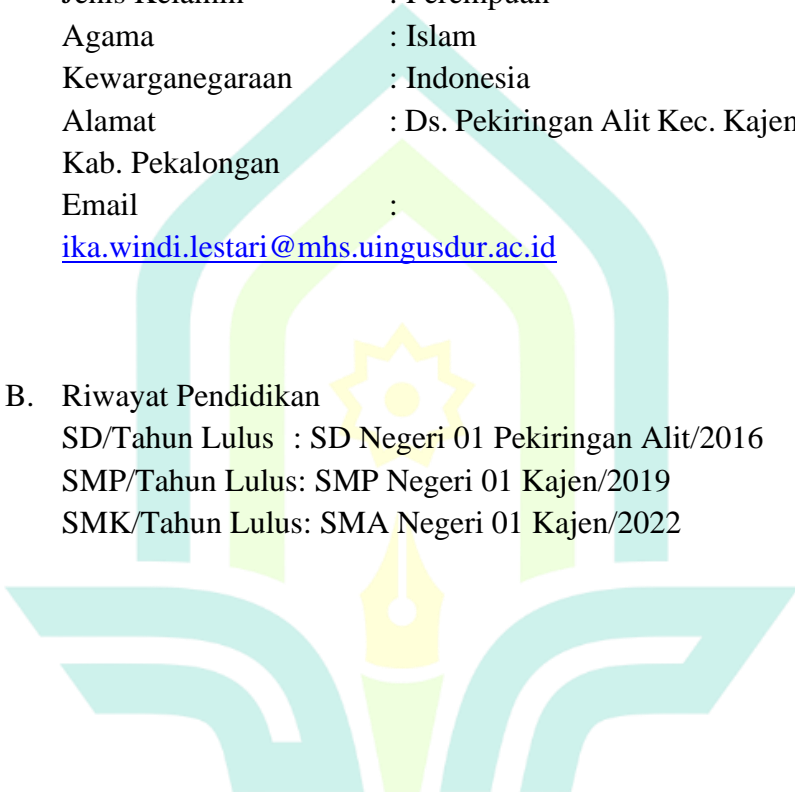 Agama : Islam
Kewarganegaraan : Indonesia
Alamat : Ds. Pekiringan Alit Kec. Kajen
Kab. Pekalongan
Email :
ika.windi.lestari@mhs.uingusdur.ac.id
B. Riwayat Pendidikan
SD/Tahun Lulus : SD Negeri 01 Pekiringan Alit/2016
SMP/Tahun Lulus: SMP Negeri 01 Kajen/2019
SMK/Tahun Lulus: SMA Negeri 01 Kajen/2022